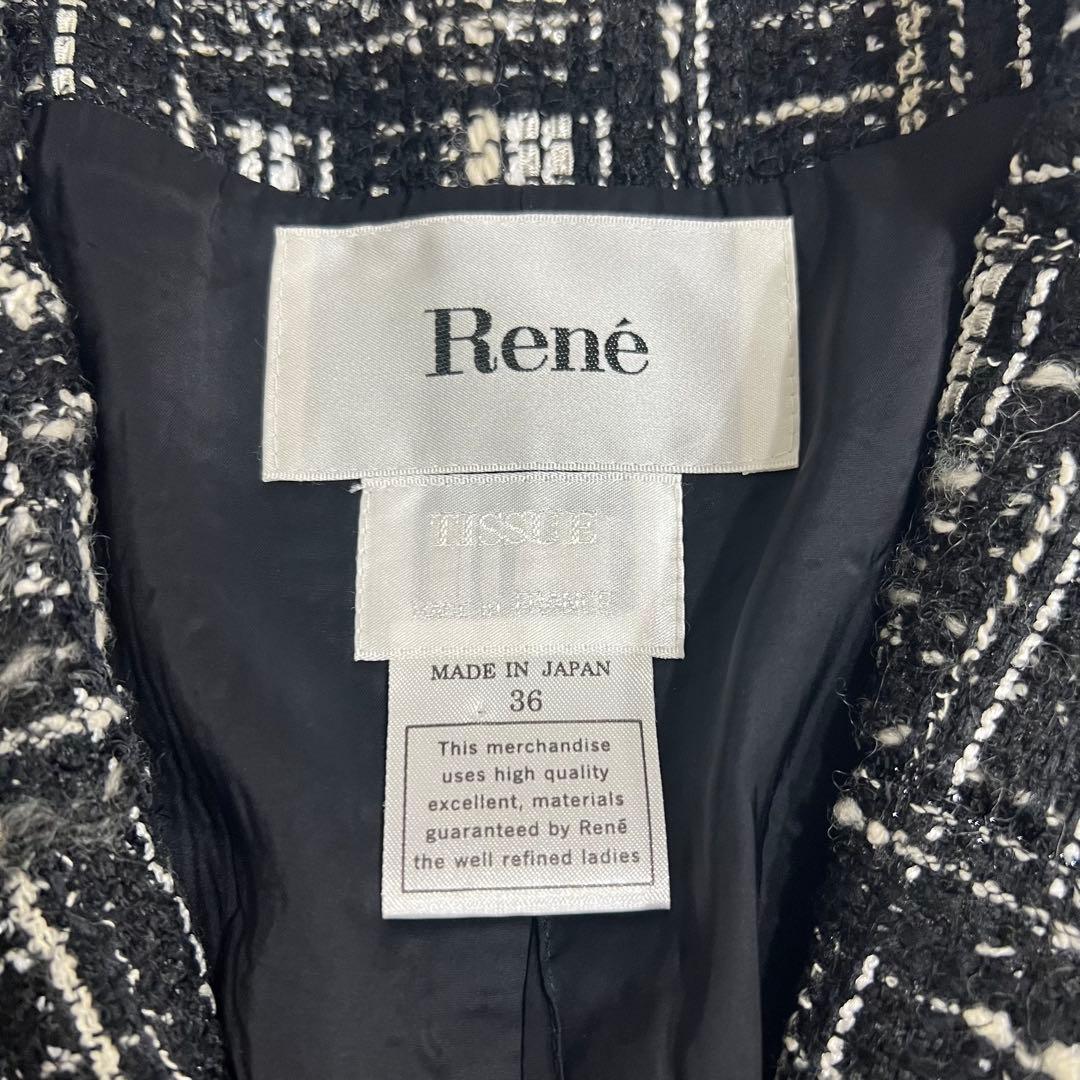 René
TISSUE
MADE IN JAPAN
36
This merchandise
uses high quality
excellent, materials
guaranteed by René
the well refined ladies